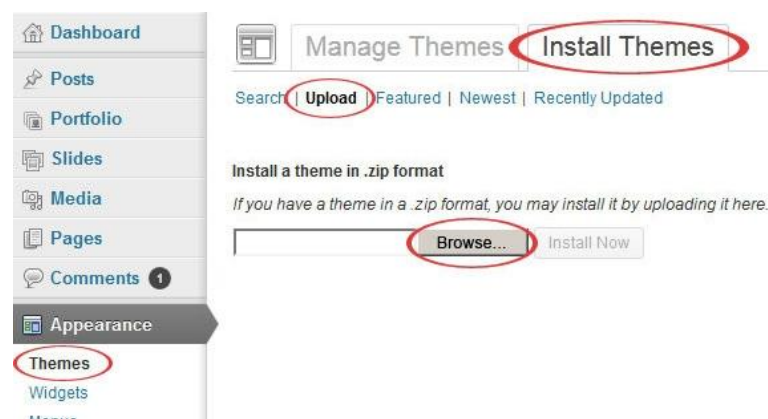 Dashboard
Posts
Portfolio
Slides
Media
Pages
Comments 1
Appearance
Themes
Widgets
Manage Themes Install Themes
Search | Upload | Featured | Newest | Recently Updated
Install a theme in .zip format
If you have a theme in a .zip format, you may install it by uploading it here.
Browse... Install Now